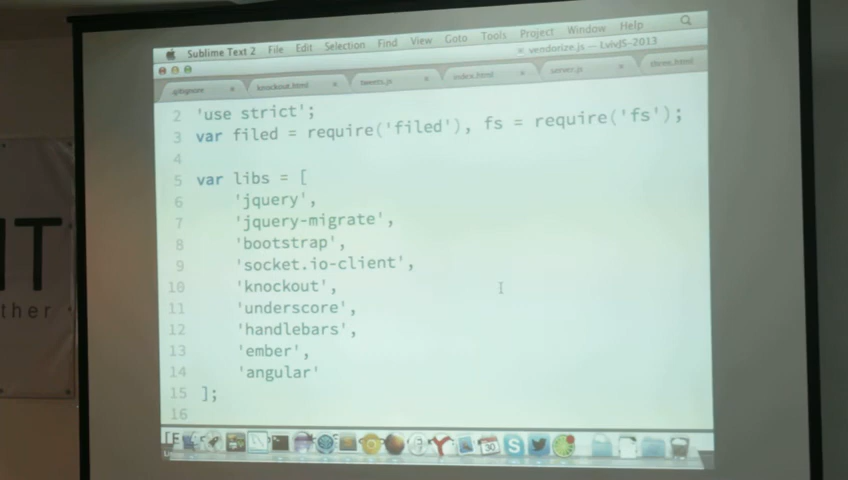 Sublime Text 2 File Edit Selection Find View Goto Tools Project Window Help
vendorize.js — LvivJS-2013
.gitignore knockout.html tweets.js index.html server.js
2 'use strict';
3 var filed = require('filed'), fs = require('fs');
4
5 var libs = [
6 'jquery',
7 'jquery-migrate',
8 'bootstrap',
9 'socket.io-client',
10 'knockout',
11 'underscore',
12 'handlebars',
13 'ember',
14 'angular'
15 ];
16
IT
ther